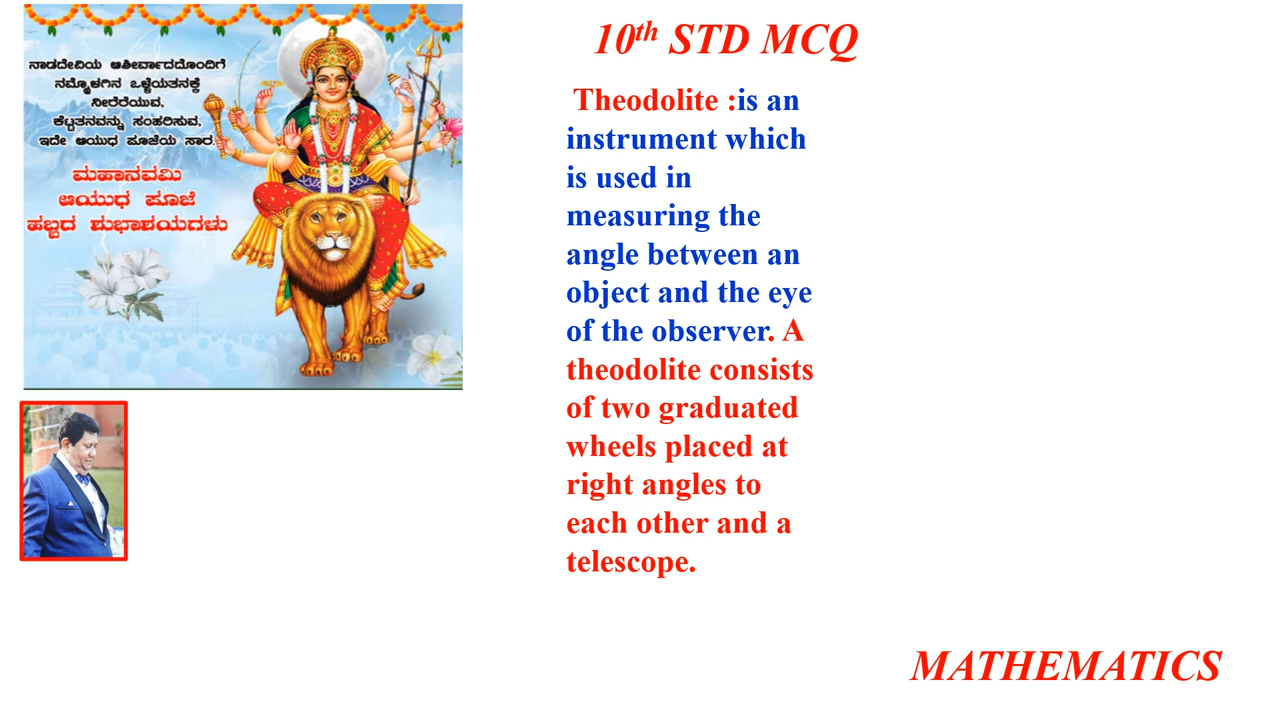 ನಾಡದೇವಿಯ ಆಶೀರ್ವಾದದೊಂದಿಗೆ
ನಮ್ಮೊಳಗಿನ ಒಳ್ಳೆಯತನಕ್ಕೆ
ನೀರೆರೆಯುವ,
ಕೆಟ್ಟತನವನ್ನು ಸಂಹರಿಸುವ,
ಇದೇ ಆಯುಧ ಪೂಜೆಯ ಸಾರ.
ಮಹಾನವಮಿ
ಆಯುಧ ಪೂಜೆ
ಹಬ್ಬದ ಶುಭಾಶಯಗಳು
10th STD MCQ
Theodolite :is an
instrument which
is used in
measuring the
angle between an
object and the eye
of the observer. A
theodolite consists
of two graduated
wheels placed at
right angles to
each other and a
telescope.
MATHEMATICS